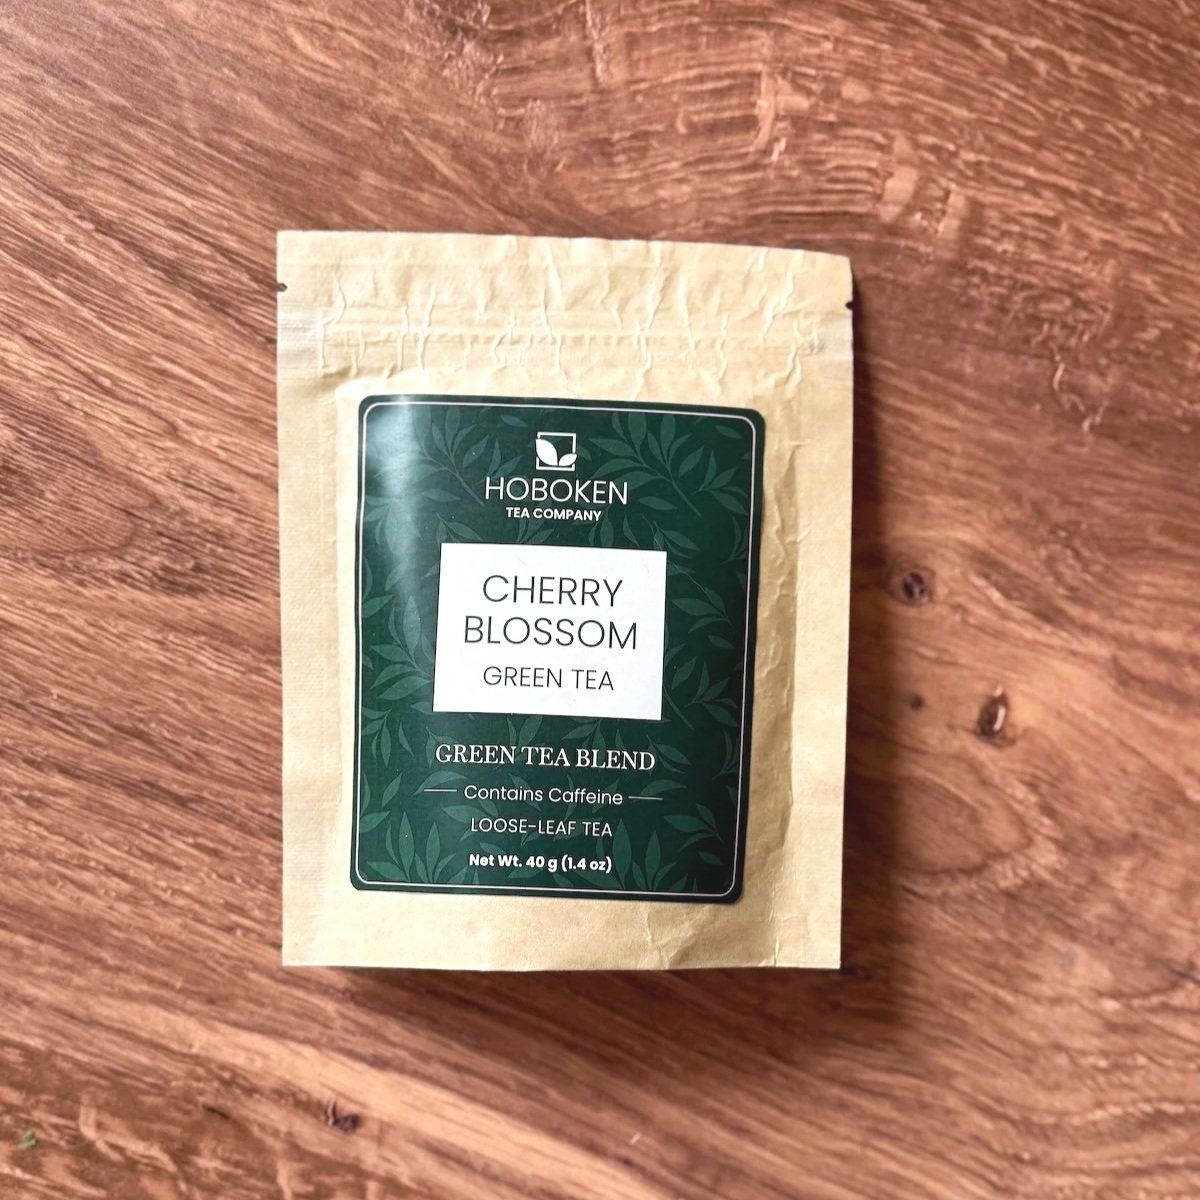 HOBOKEN
TEA COMPANY
CHERRY
BLOSSOM
GREEN TEA
GREEN TEA BLEND
Contains Caffeine
LOOSE-LEAF TEA
Net Wt. 40 g (1.4 oz)